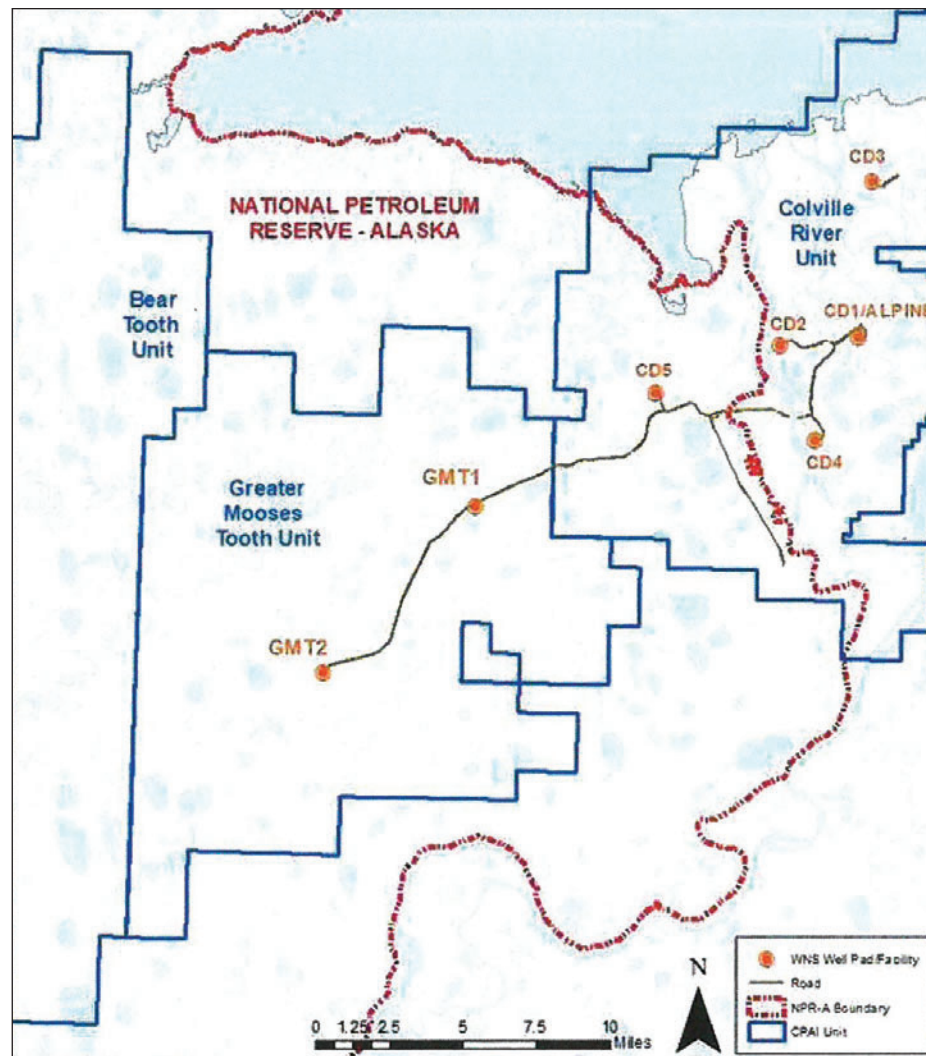 CD3
NATIONAL PETROLEUM
RESERVE - ALASKA
Colville
River
Unit
Bear
Tooth
Unit
CD2
CD1/ALPINE
CD5
CD4
GMT1
Greater
Mooses
Tooth Unit
GMT2
N
WNS Well Pad/Facility
Road
NPR-A Boundary
CPAI Unit
0 1.25 2.5 5 7.5 10
Miles